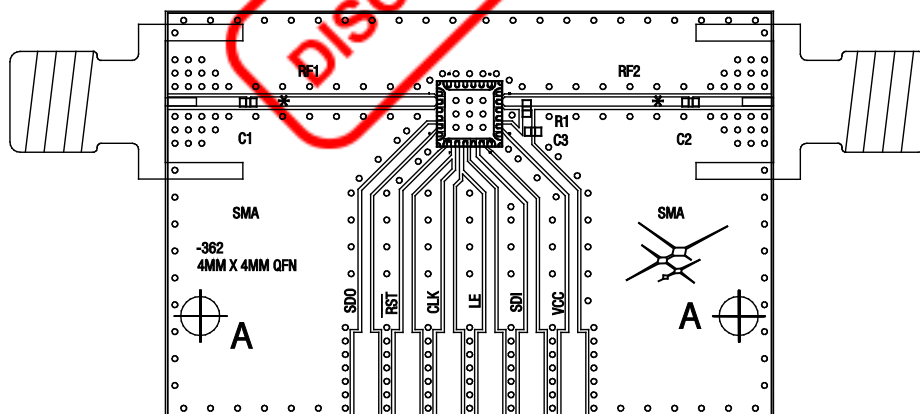 DISC
RF1
RF2
*
*
R1
C1
C3
C2
SMA
SMA
-362
4MM X 4MM QFN
SDO
RST
CLK
LE
SDI
VCC
A
A